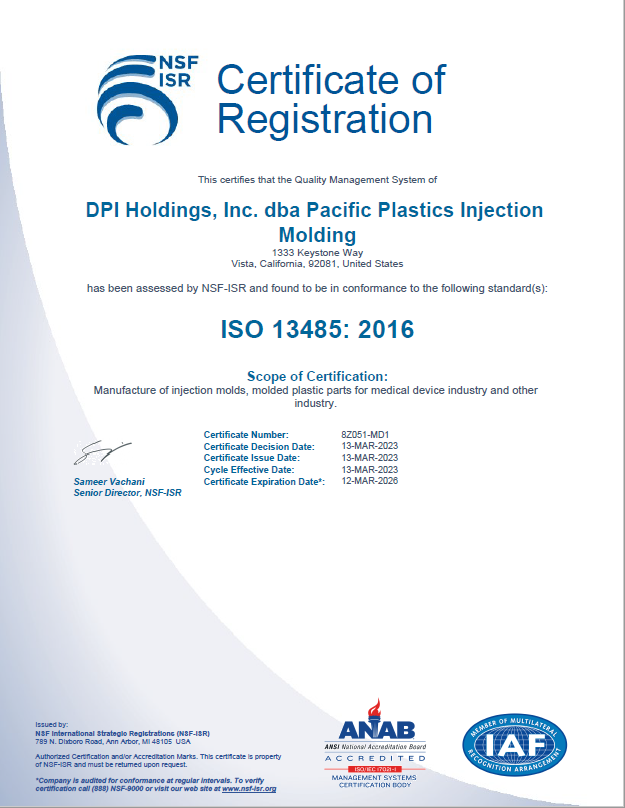 NSF
ISR
Certificate of
Registration
This certifies that the Quality Management System of
DPI Holdings, Inc. dba Pacific Plastics Injection
Molding
1333 Keystone Way
Vista, California, 92081, United States
has been assessed by NSF-ISR and found to be in conformance to the following standard(s):
ISO 13485: 2016
Scope of Certification:
Manufacture of injection molds, molded plastic parts for medical device industry and other
industry.
Certificate Number: 8Z051-MD1
Certificate Decision Date: 13-MAR-2023
Certificate Issue Date: 13-MAR-2023
Cycle Effective Date: 13-MAR-2023
Certificate Expiration Date*: 12-MAR-2026
Sameer Vachani
Senior Director, NSF-ISR
Issued by:
NSF International Strategic Registrations (NSF-ISR)
789 N. Dixboro Road, Ann Arbor, MI 48105 USA
Authorized Certification and/or Accreditation Marks. This certificate is property
of NSF-ISR and must be returned upon request.
*Company is audited for conformance at regular intervals. To verify
certification call (888) NSF-9000 or visit our web site at www.nsf-isr.org
ANAB
ANSI National Accreditation Board
ACCREDITED
ISO/IEC 17021-1
MANAGEMENT SYSTEMS
CERTIFICATION BODY
MEMBER OF MULTILATERAL
IAF
RECOGNITION ARRANGEMENT